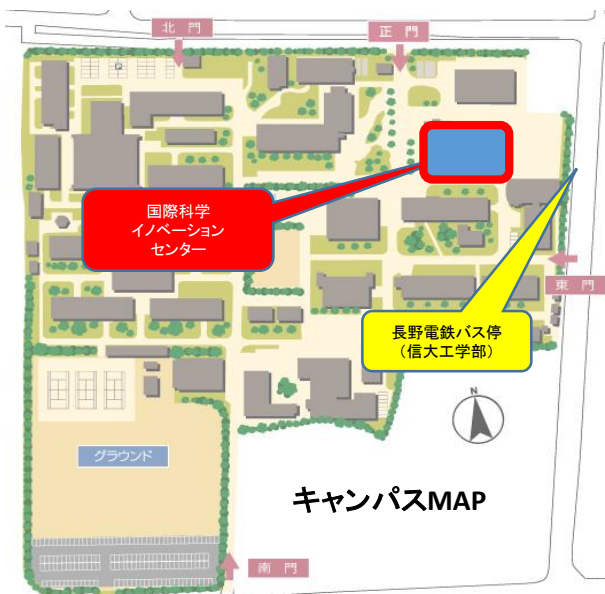 北門
正門
国際科学
イノベーション
センター
東門
長野電鉄バス停
（信大工学部）
N
グラウンド
キャンパスMAP
南門